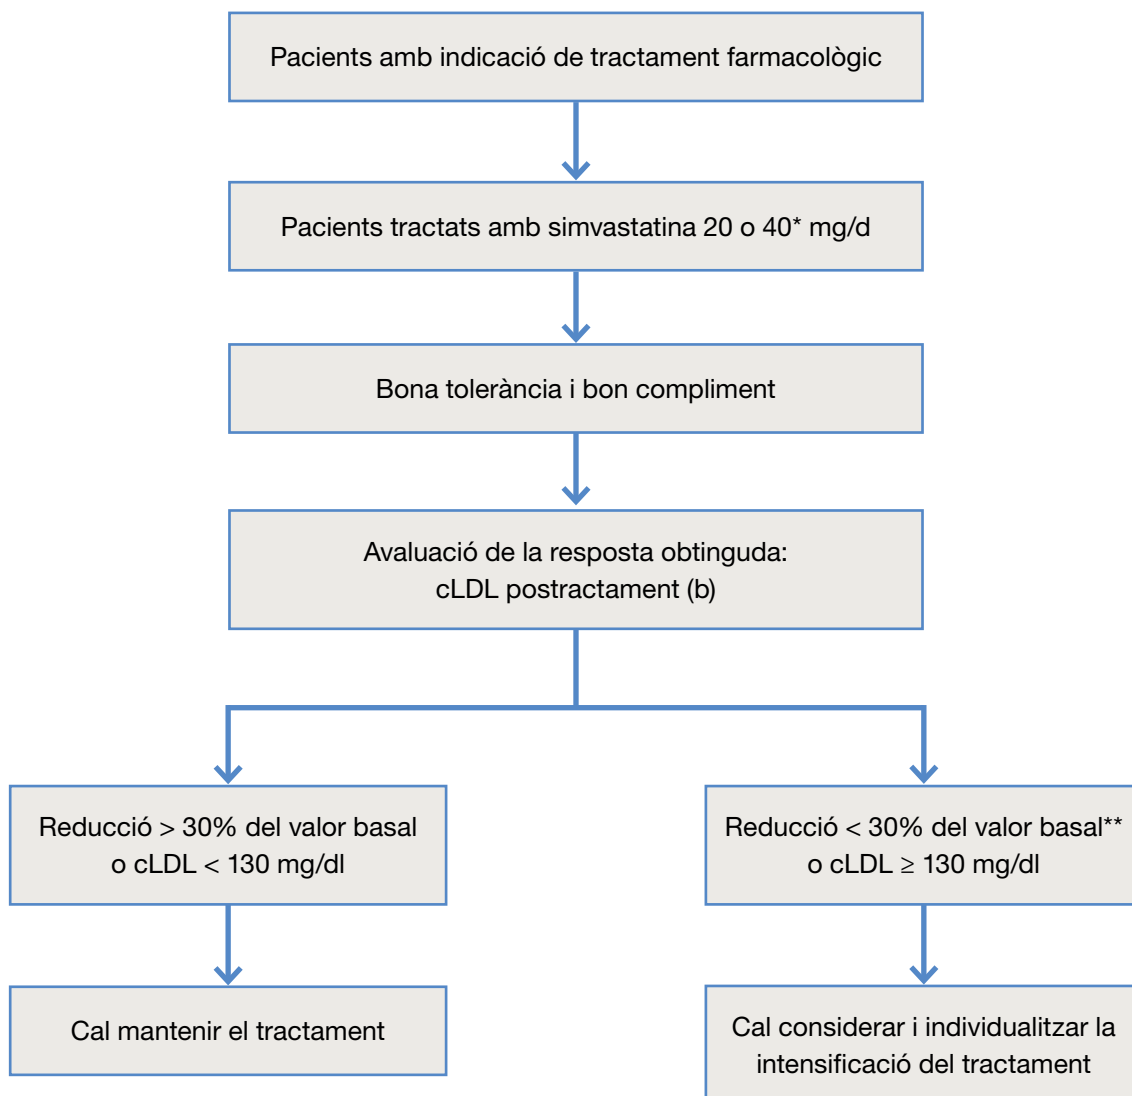 Pacients amb indicació de tractament farmacològic
Pacients tractats amb simvastatina 20 o 40* mg/d
Bona tolerància i bon compliment
Avaluació de la resposta obtinguda:
cLDL postractament (b)
Reducció > 30% del valor basal
o cLDL < 130 mg/dl
Reducció < 30% del valor basal**
o cLDL ≥ 130 mg/dl
Cal mantenir el tractament
Cal considerar i individualitzar la
intensificació del tractament